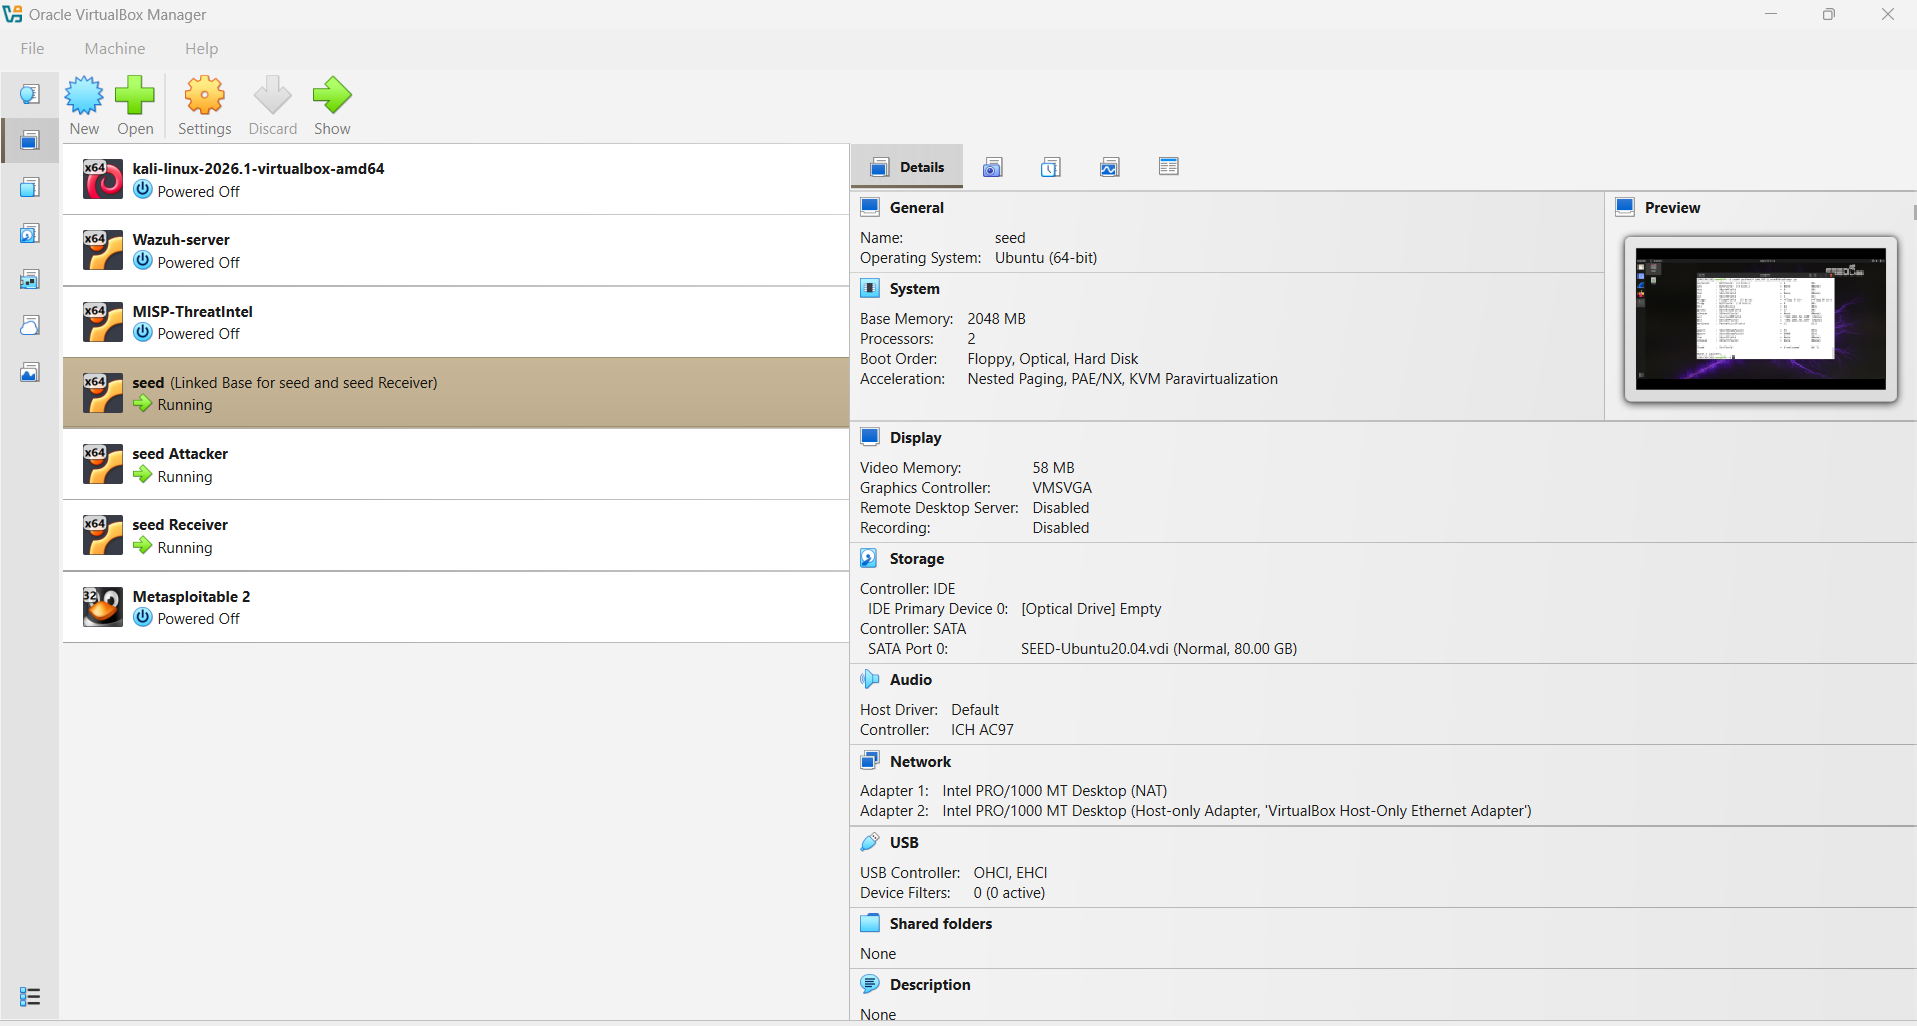 Oracle VirtualBox Manager
File Machine Help
New Open Settings Discard Show
x64 kali-linux-2026.1-virtualbox-amd64
Powered Off
x64 Wazuh-server
Powered Off
x64 MISP-ThreatIntel
Powered Off
x64 seed (Linked Base for seed and seed Receiver)
Running
x64 seed Attacker
Running
x64 seed Receiver
Running
32 Metasploitable 2
Powered Off
Details
General
Name: seed
Operating System: Ubuntu (64-bit)
Preview
System
Base Memory: 2048 MB
Processors: 2
Boot Order: Floppy, Optical, Hard Disk
Acceleration: Nested Paging, PAE/NX, KVM Paravirtualization
Display
Video Memory: 58 MB
Graphics Controller: VMSVGA
Remote Desktop Server: Disabled
Recording: Disabled
Storage
Controller: IDE
IDE Primary Device 0: [Optical Drive] Empty
Controller: SATA
SATA Port 0: SEED-Ubuntu20.04.vdi (Normal, 80.00 GB)
Audio
Host Driver: Default
Controller: ICH AC97
Network
Adapter 1: Intel PRO/1000 MT Desktop (NAT)
Adapter 2: Intel PRO/1000 MT Desktop (Host-only Adapter, 'VirtualBox Host-Only Ethernet Adapter')
USB
USB Controller: OHCI, EHCI
Device Filters: 0 (0 active)
Shared folders
None
Description
None